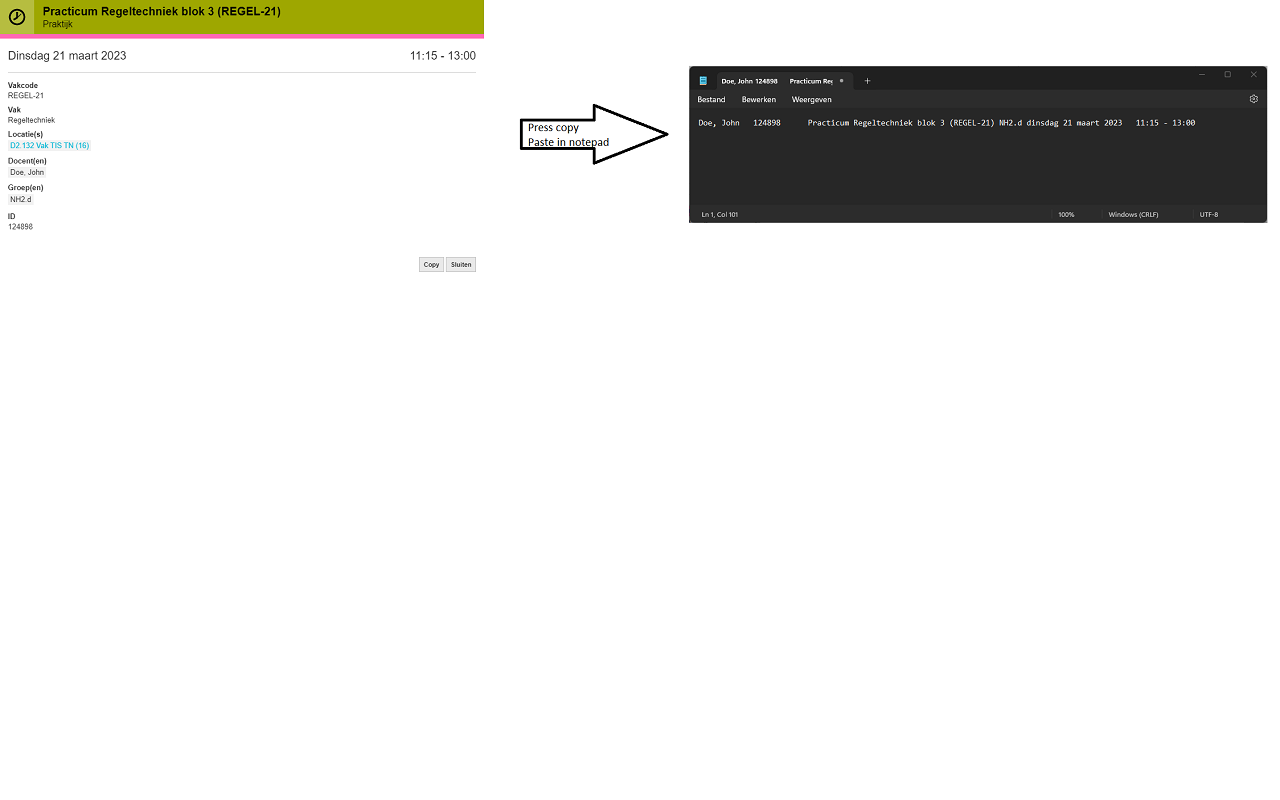 Practicum Regeltechniek blok 3 (REGEL-21)
Praktijk
Dinsdag 21 maart 2023 11:15 - 13:00
Vakcode
REGEL-21
Vak
Regeltechniek
Locatie(s)
D2.132 Vak TIS TN (16)
Docent(en)
Doe, John
Groep(en)
NH2.d
ID
124898
Copy Sluiten
Press copy
Paste in notepad
Doe, John 124898 Practicum Reg
Bestand Bewerken Weergeven
Doe, John 124898 Practicum Regeltechniek blok 3 (REGEL-21) NH2.d dinsdag 21 maart 2023 11:15 - 13:00
Ln 1, Col 101 100% Windows (CRLF) UTF-8